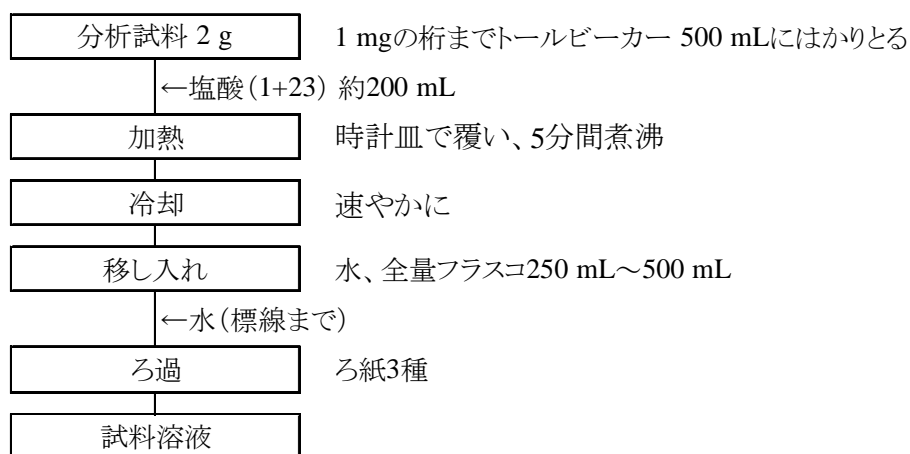 分析試料 2 g 1 mgの桁までトールビーカー 500 mLにはかりとる
←塩酸(1+23) 約200 mL
加熱 時計皿で覆い、5分間煮沸
冷却 速やかに
移し入れ 水、全量フラスコ250 mL～500 mL
←水(標線まで)
ろ過 ろ紙3種
試料溶液